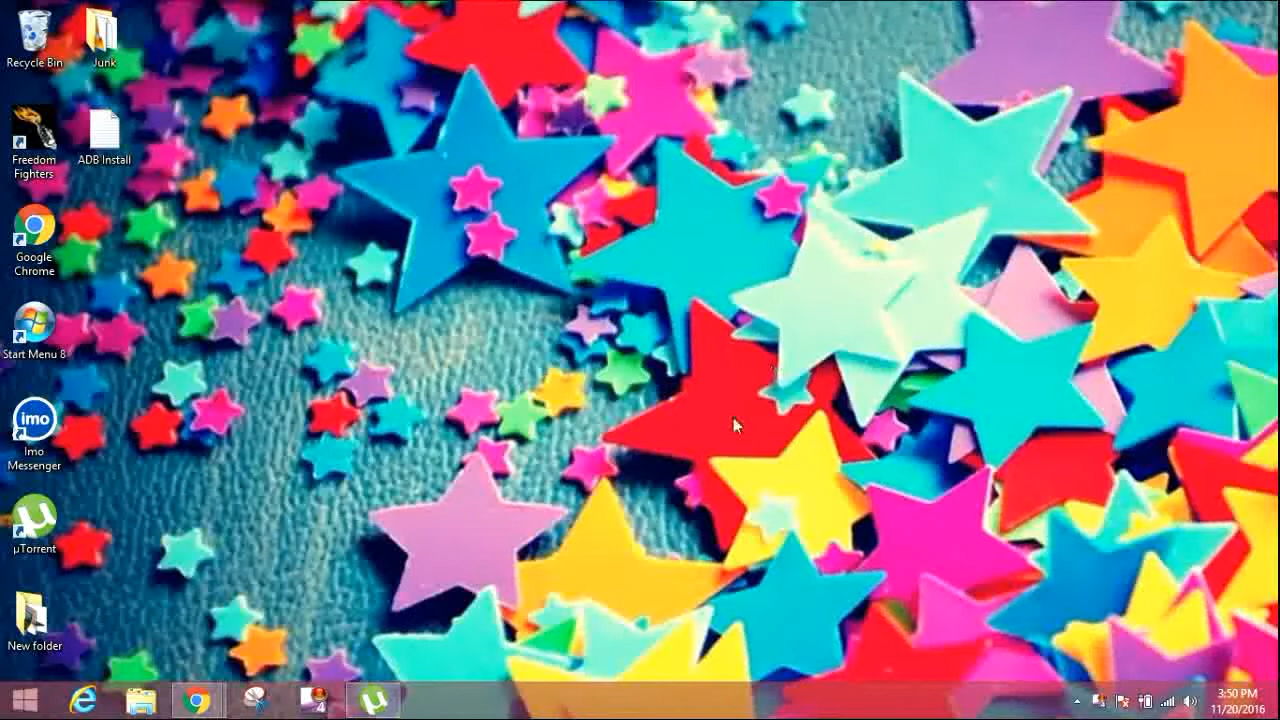 Recycle Bin
Junk
Freedom
Fighters
ADB Install
Google
Chrome
Start Menu 8
imo
Imo
Messenger
µTorrent
New folder
4
3:50 PM
11/20/2016